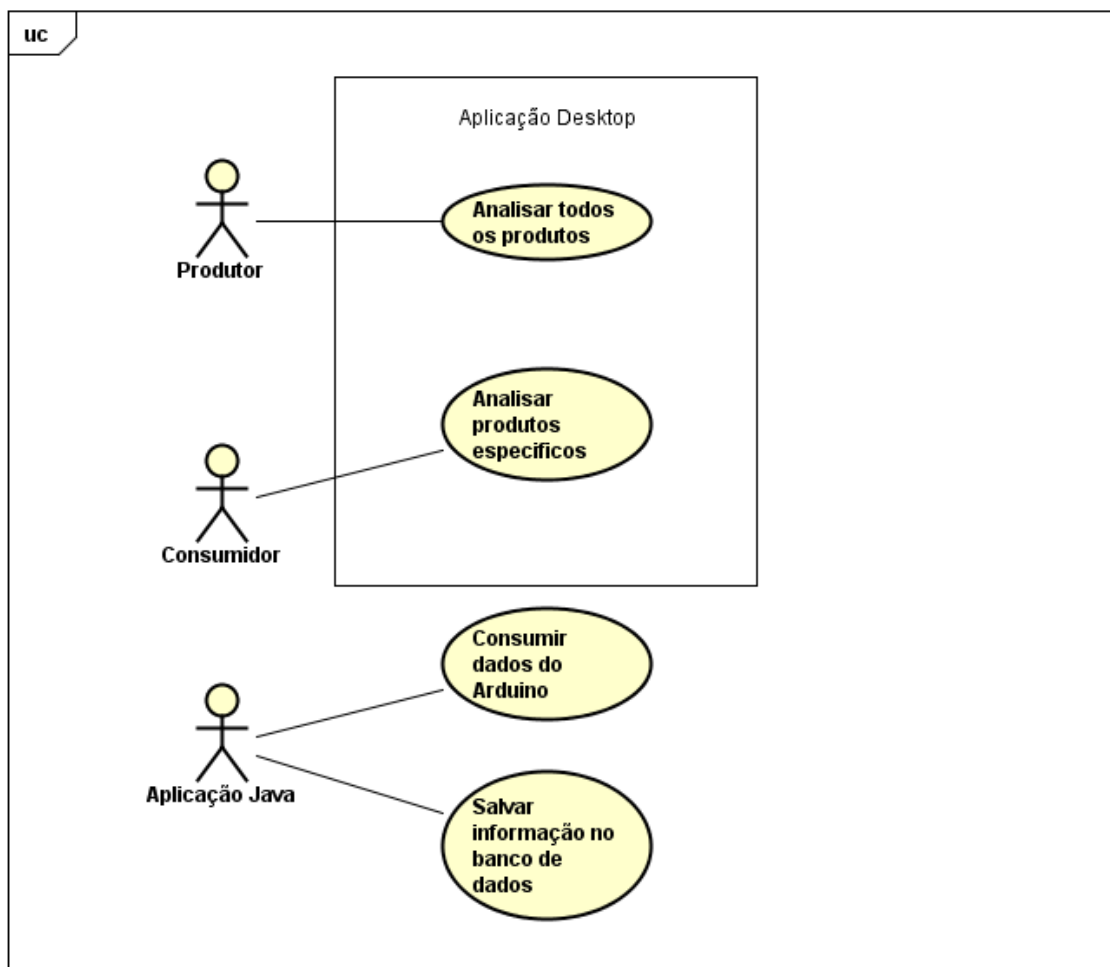 uc
Aplicação Desktop
Analisar todos
os produtos
Produtor
Analisar
produtos
especificos
Consumidor
Consumir
dados do
Arduino
Aplicação Java
Salvar
informação no
banco de
dados